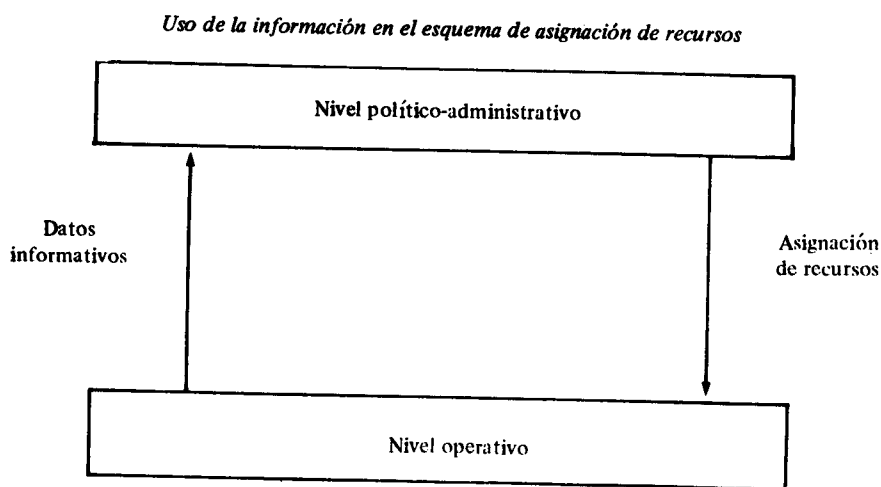 Uso de la información en el esquema de asignación de recursos
Nivel político-administrativo
Datos
informativos
Asignación
de recursos
Nivel operativo